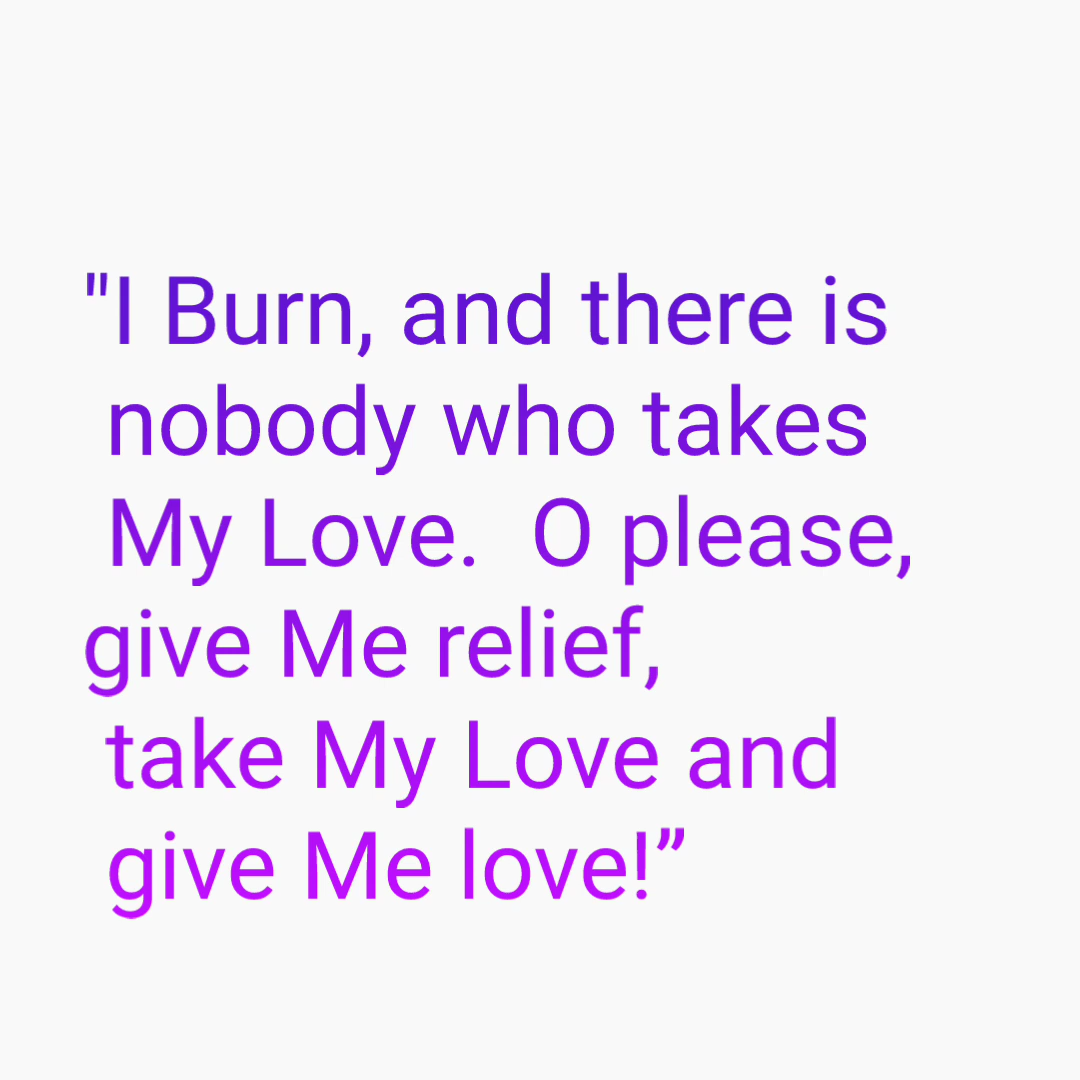 "I Burn, and there is
nobody who takes
My Love.  O please,
give Me relief,
take My Love and
give Me love!”